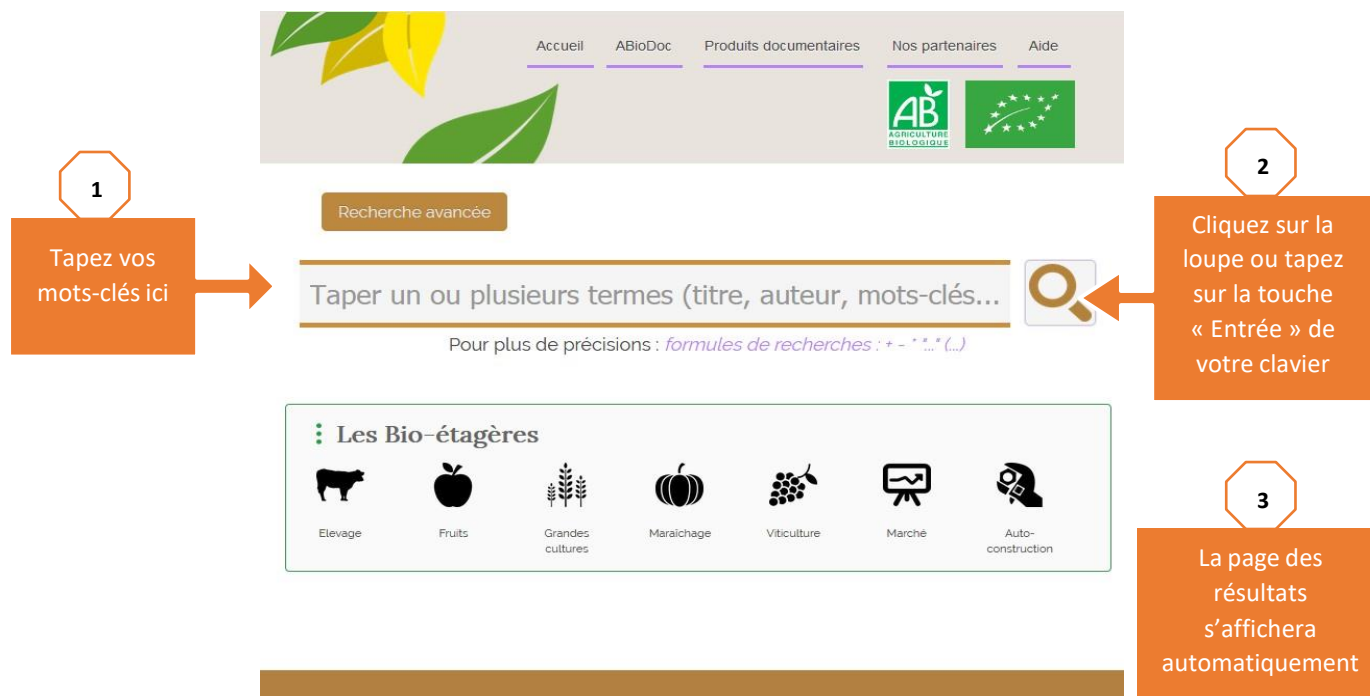 Accueil ABioDoc Produits documentaires Nos partenaires Aide
AB
AGRICULTURE
BIOLOGIQUE
1
Tapez vos
mots-clés ici
Recherche avancée
Taper un ou plusieurs termes (titre, auteur, mots-clés...
Pour plus de précisions : formules de recherches : + - * "..." (...)
2
Cliquez sur la
loupe ou tapez
sur la touche
« Entrée » de
votre clavier
Les Bio-étagères
Elevage
Fruits
Grandes
cultures
Maraîchage
Viticulture
Marché
Auto-
construction
3
La page des
résultats
s’affichera
automatiquement